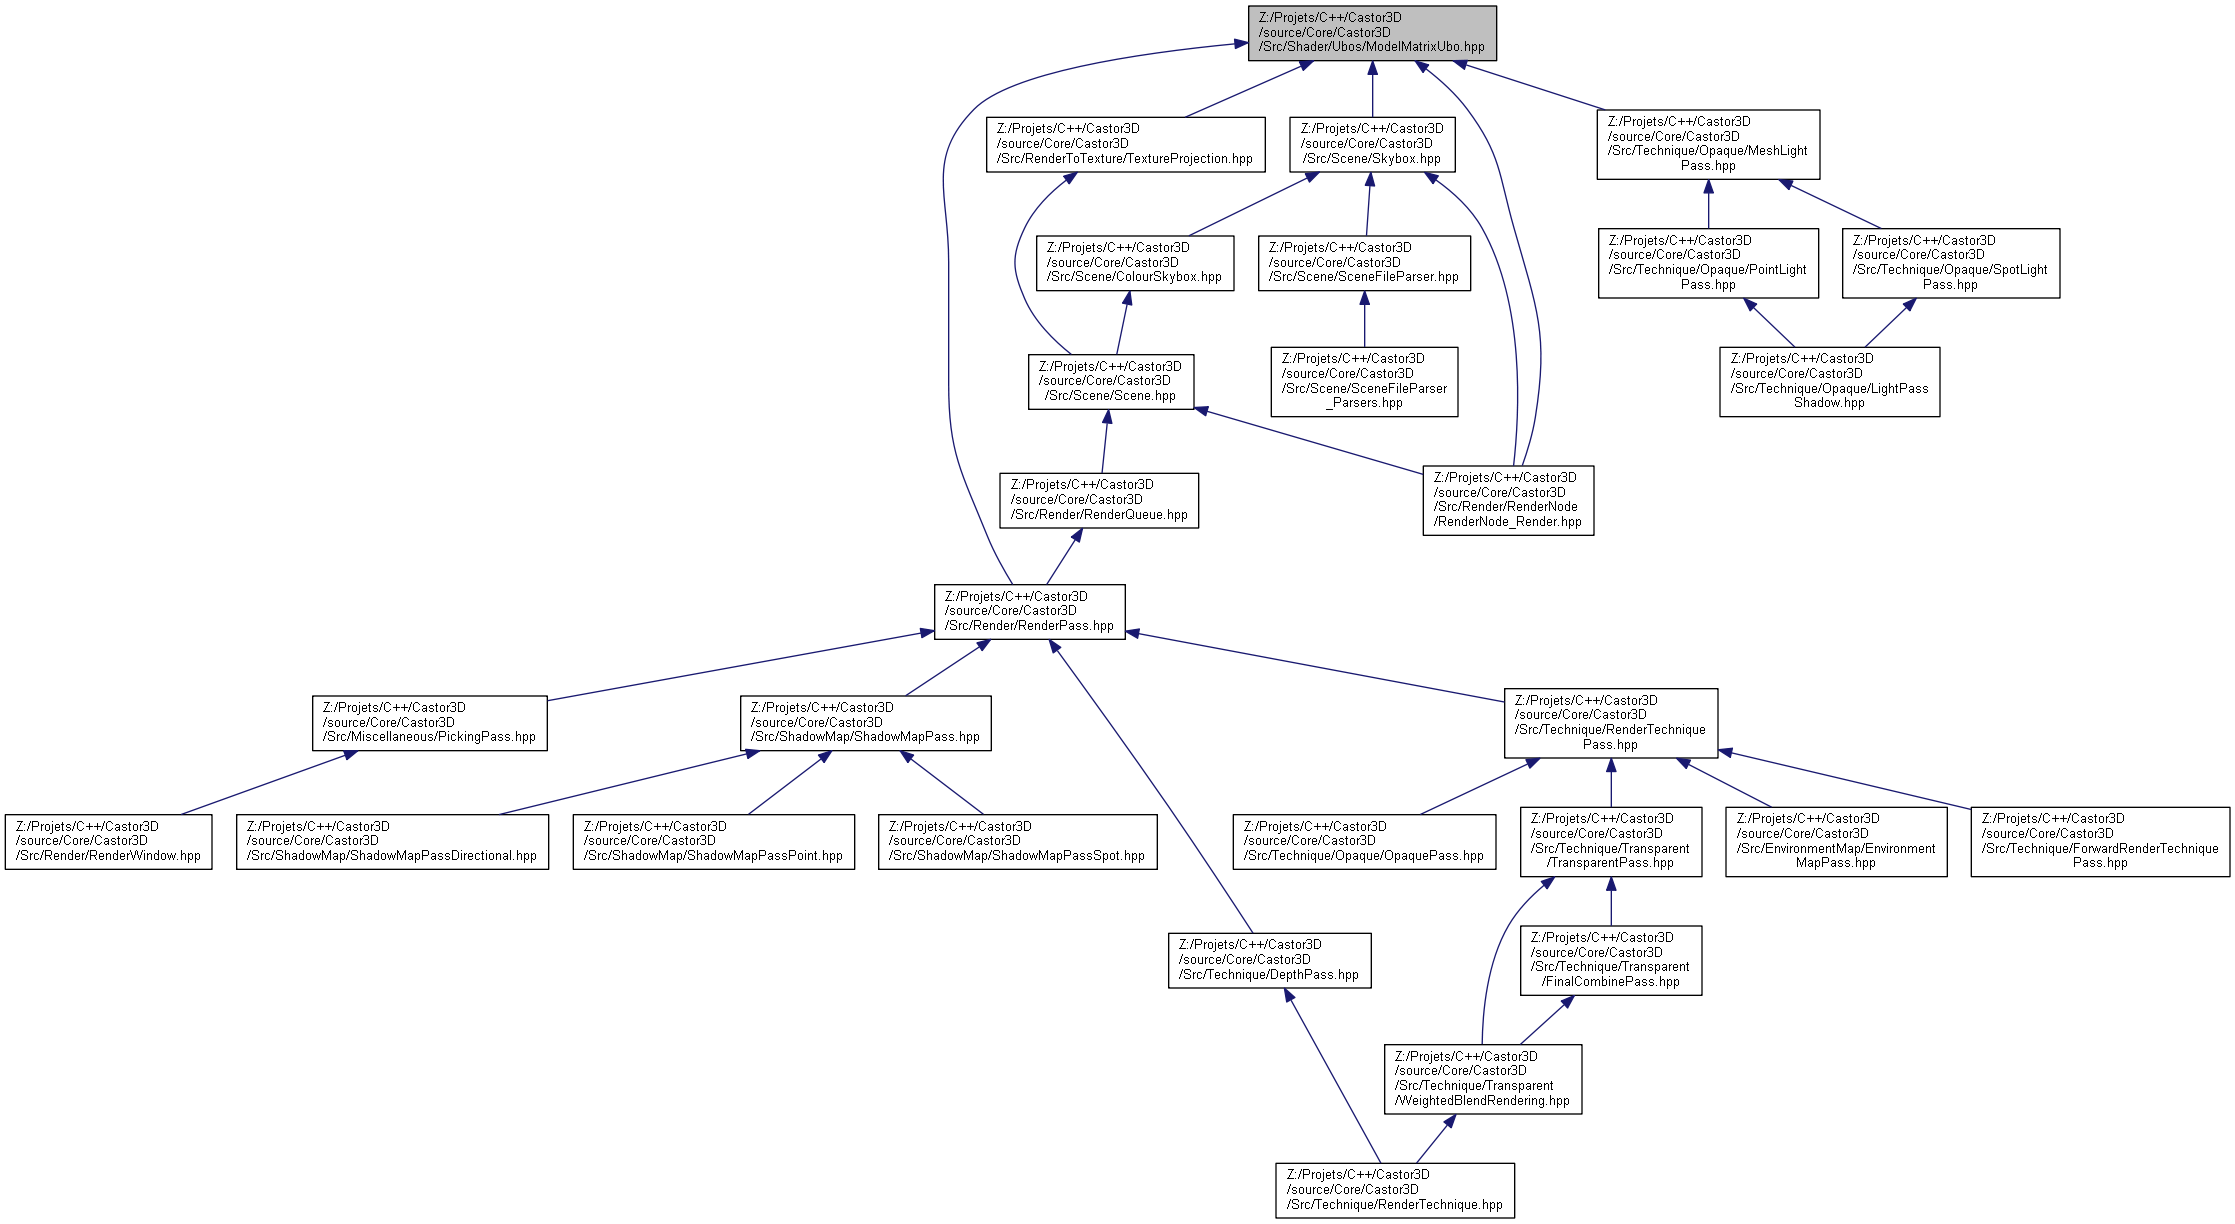 Z:/Projets/C++/Castor3D
/source/Core/Castor3D
/Src/Shader/Ubos/ModelMatrixUbo.hpp
Z:/Projets/C++/Castor3D
/source/Core/Castor3D
/Src/RenderToTexture/TextureProjection.hpp
Z:/Projets/C++/Castor3D
/source/Core/Castor3D
/Src/Scene/Skybox.hpp
Z:/Projets/C++/Castor3D
/source/Core/Castor3D
/Src/Technique/Opaque/MeshLight
Pass.hpp
Z:/Projets/C++/Castor3D
/source/Core/Castor3D
/Src/Scene/ColourSkybox.hpp
Z:/Projets/C++/Castor3D
/source/Core/Castor3D
/Src/Scene/SceneFileParser.hpp
Z:/Projets/C++/Castor3D
/source/Core/Castor3D
/Src/Technique/Opaque/PointLight
Pass.hpp
Z:/Projets/C++/Castor3D
/source/Core/Castor3D
/Src/Technique/Opaque/SpotLight
Pass.hpp
Z:/Projets/C++/Castor3D
/source/Core/Castor3D
/Src/Scene/Scene.hpp
Z:/Projets/C++/Castor3D
/source/Core/Castor3D
/Src/Scene/SceneFileParser
_Parsers.hpp
Z:/Projets/C++/Castor3D
/source/Core/Castor3D
/Src/Technique/Opaque/LightPass
Shadow.hpp
Z:/Projets/C++/Castor3D
/source/Core/Castor3D
/Src/Render/RenderQueue.hpp
Z:/Projets/C++/Castor3D
/source/Core/Castor3D
/Src/Render/RenderNode
/RenderNode_Render.hpp
Z:/Projets/C++/Castor3D
/source/Core/Castor3D
/Src/Render/RenderPass.hpp
Z:/Projets/C++/Castor3D
/source/Core/Castor3D
/Src/Miscellaneous/PickingPass.hpp
Z:/Projets/C++/Castor3D
/source/Core/Castor3D
/Src/ShadowMap/ShadowMapPass.hpp
Z:/Projets/C++/Castor3D
/source/Core/Castor3D
/Src/Technique/RenderTechnique
Pass.hpp
Z:/Projets/C++/Castor3D
/source/Core/Castor3D
/Src/Render/RenderWindow.hpp
Z:/Projets/C++/Castor3D
/source/Core/Castor3D
/Src/ShadowMap/ShadowMapPassDirectional.hpp
Z:/Projets/C++/Castor3D
/source/Core/Castor3D
/Src/ShadowMap/ShadowMapPassPoint.hpp
Z:/Projets/C++/Castor3D
/source/Core/Castor3D
/Src/ShadowMap/ShadowMapPassSpot.hpp
Z:/Projets/C++/Castor3D
/source/Core/Castor3D
/Src/Technique/Opaque/OpaquePass.hpp
Z:/Projets/C++/Castor3D
/source/Core/Castor3D
/Src/Technique/Transparent
/TransparentPass.hpp
Z:/Projets/C++/Castor3D
/source/Core/Castor3D
/Src/EnvironmentMap/Environment
MapPass.hpp
Z:/Projets/C++/Castor3D
/source/Core/Castor3D
/Src/Technique/ForwardRenderTechnique
Pass.hpp
Z:/Projets/C++/Castor3D
/source/Core/Castor3D
/Src/Technique/DepthPass.hpp
Z:/Projets/C++/Castor3D
/source/Core/Castor3D
/Src/Technique/Transparent
/FinalCombinePass.hpp
Z:/Projets/C++/Castor3D
/source/Core/Castor3D
/Src/Technique/Transparent
/WeightedBlendRendering.hpp
Z:/Projets/C++/Castor3D
/source/Core/Castor3D
/Src/Technique/RenderTechnique.hpp